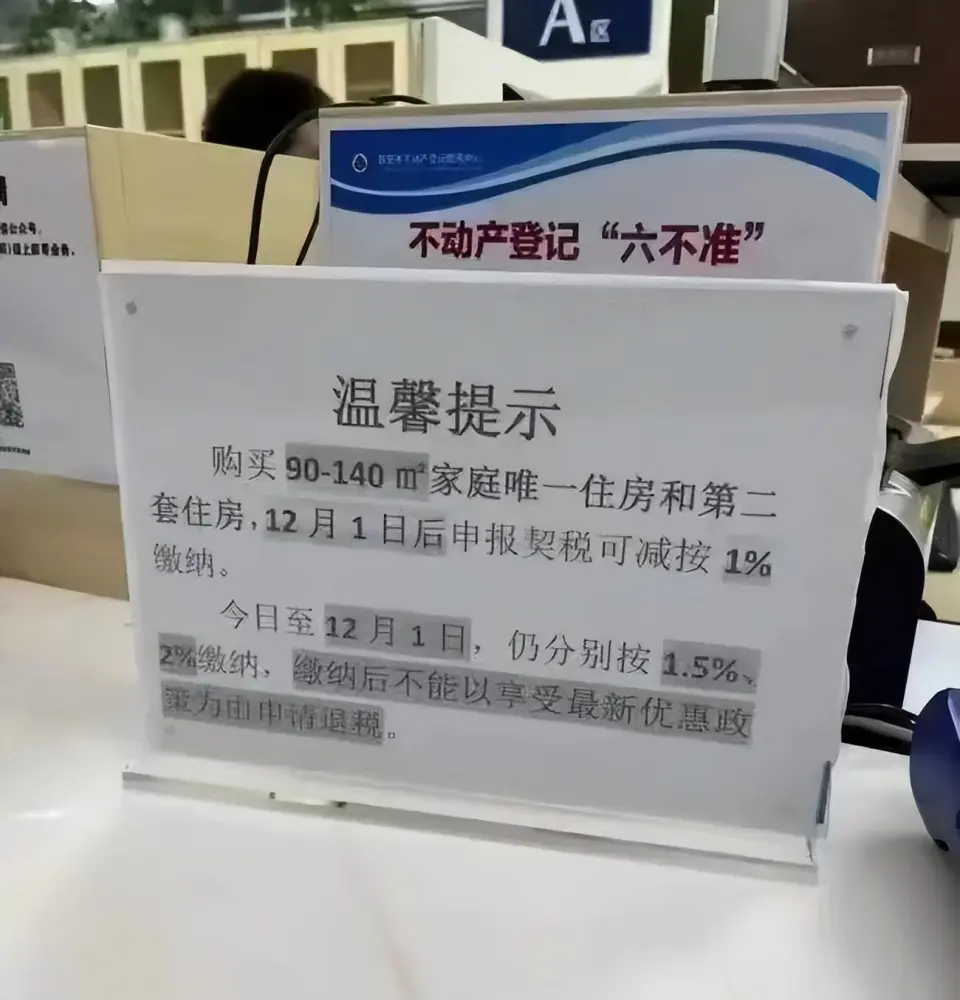 A区
不动产登记“六不准”
温馨提示
购买90-140㎡家庭唯一住房和第二
套住房,12月1日后申报契税可减按1%
缴纳。
今日至12月1日,仍分别按1.5%、
2%缴纳,缴纳后不能以享受最新优惠政
策为由申请退税。